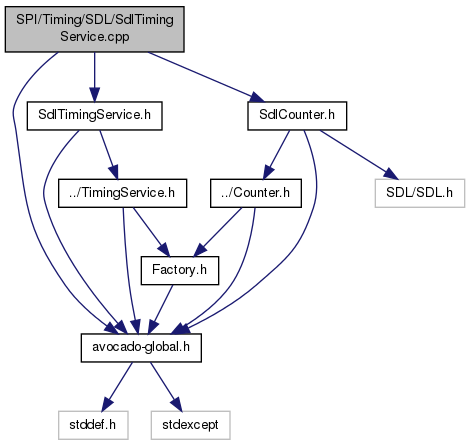 SPI/Timing/SDL/SdlTiming
Service.cpp
SdlTimingService.h
SdlCounter.h
../TimingService.h
../Counter.h
SDL/SDL.h
Factory.h
avocado-global.h
stddef.h
stdexcept